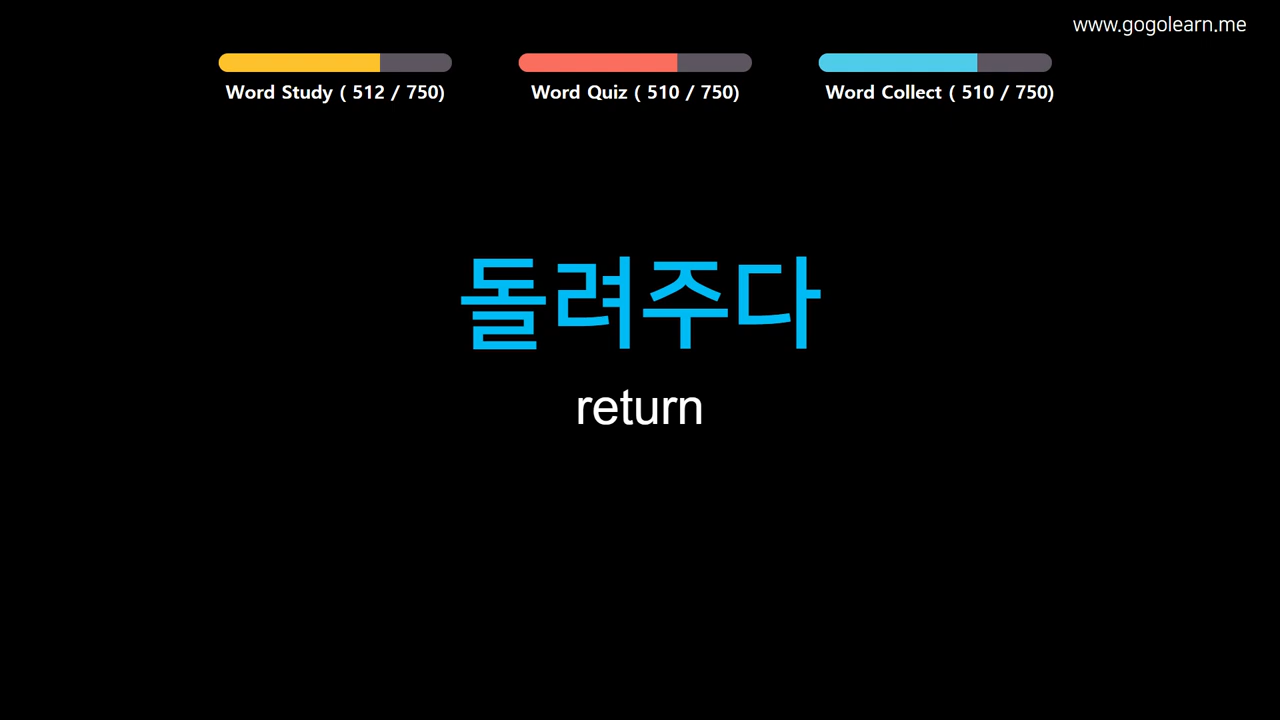 www.gogolearn.me
Word Study ( 512 / 750)
Word Quiz ( 510 / 750)
Word Collect ( 510 / 750)
돌려주다
return